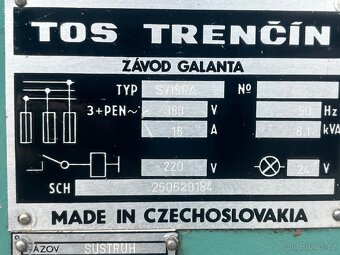 TOS TRENČÍN
ZÁVOD GALANTA
TYP SV18RA No
3+PEN~ 380 V 50 Hz
16 A 8,1 kVA
220 V 24 V
SCH 250620194
MADE IN CZECHOSLOVAKIA
NÁZOV SÚSTRUH